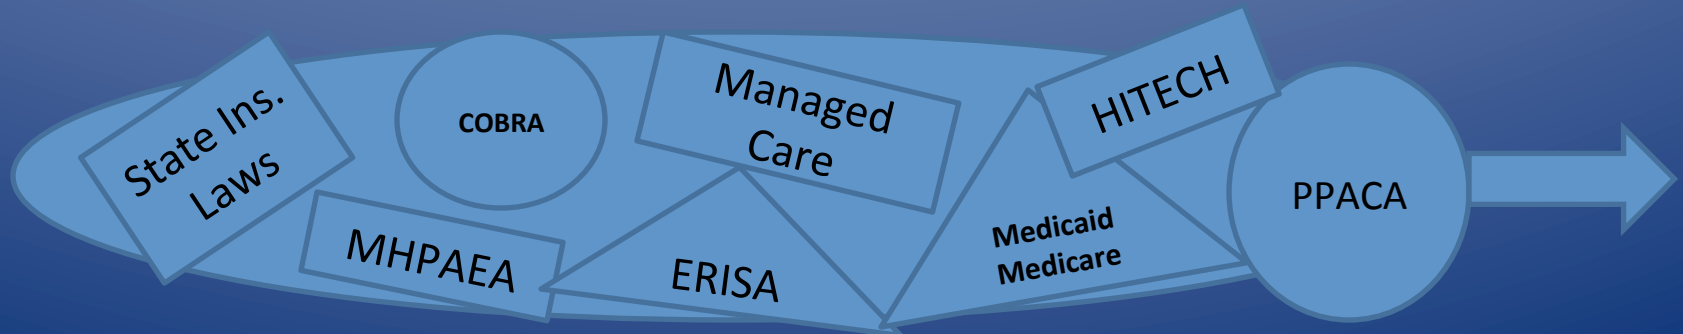 State Ins.
Laws
COBRA
MHPAEA
Managed
Care
ERISA
HITECH
Medicaid
Medicare
PPACA